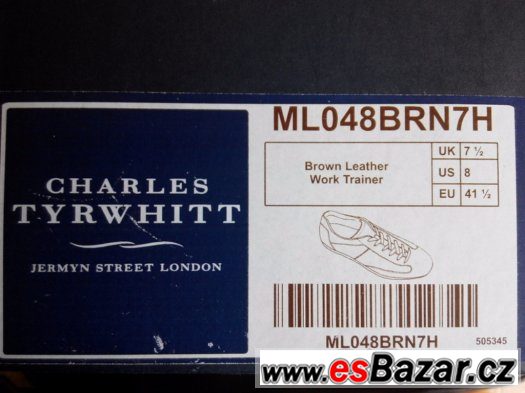 CHARLES
TYRWHITT
JERMYN STREET LONDON
ML048BRN7H
Brown Leather
Work Trainer
UK 7 ½
US 8
EU 41 ½
ML048BRN7H
505345
www.esBazar.cz